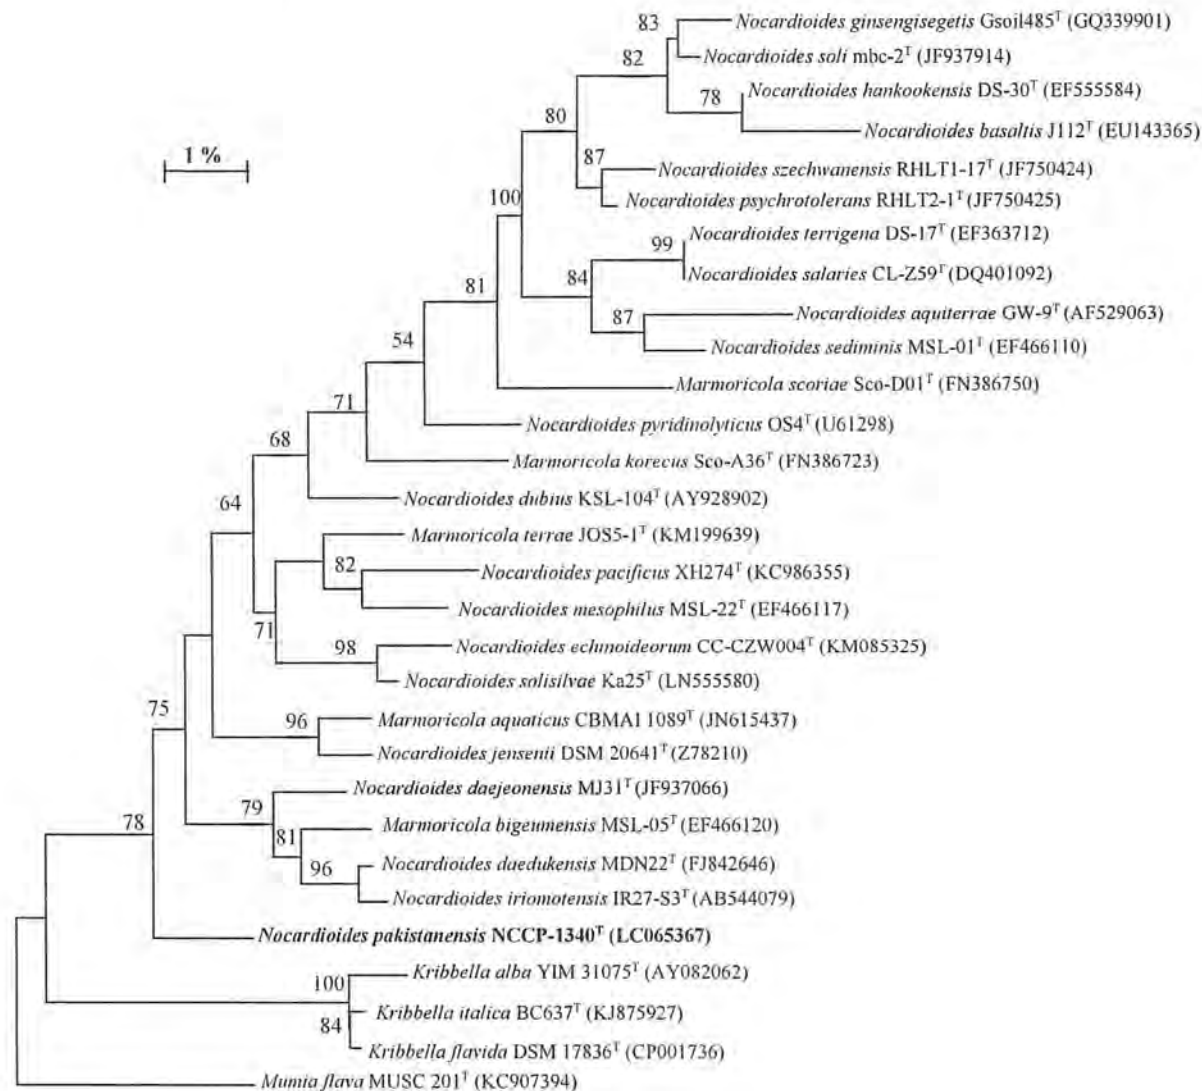 83
Nocardioides ginsengisegetis Gsoil485ᵀ (GQ339901)
82
Nocardioides soli mbc-2ᵀ (JF937914)
78
Nocardioides hankookensis DS-30ᵀ (EF555584)
80
Nocardioides basaltis J112ᵀ (EU143365)
1 %
87
Nocardioides szechwanensis RHLT1-17ᵀ (JF750424)
100
Nocardioides psychrotolerans RHLT2-1ᵀ (JF750425)
99
Nocardioides terrigena DS-17ᵀ (EF363712)
84
Nocardioides salaries CL-Z59ᵀ (DQ401092)
81
87
Nocardioides aquiterrae GW-9ᵀ (AF529063)
54
Nocardioides sediminis MSL-01ᵀ (EF466110)
Marmoricola scoriae Sco-D01ᵀ (FN386750)
71
Nocardioides pyridinolyticus OS4ᵀ (U61298)
68
Marmoricola korecus Sco-A36ᵀ (FN386723)
64
Nocardioides dubius KSL-104ᵀ (AY928902)
Marmoricola terrae JOS5-1ᵀ (KM199639)
82
Nocardioides pacificus XH274ᵀ (KC986355)
71
Nocardioides mesophilus MSL-22ᵀ (EF466117)
98
Nocardioides echinoideorum CC-CZW004ᵀ (KM085325)
Nocardioides solisilvae Ka25ᵀ (LN555580)
75
96
Marmoricola aquaticus CBMAI 1089ᵀ (JN615437)
Nocardioides jensenii DSM 20641ᵀ (Z78210)
Nocardioides daejeonensis MJ31ᵀ (JF937066)
78
79
81
Marmoricola bigeumensis MSL-05ᵀ (EF466120)
96
Nocardioides daedukensis MDN22ᵀ (FJ842646)
Nocardioides iriomotensis IR27-S3ᵀ (AB544079)
Nocardioides pakistanensis NCCP-1340ᵀ (LC065367)
100
Kribbella alba YIM 31075ᵀ (AY082062)
84
Kribbella italica BC637ᵀ (KJ875927)
Kribbella flavida DSM 17836ᵀ (CP001736)
Mumia flava MUSC 201ᵀ (KC907394)